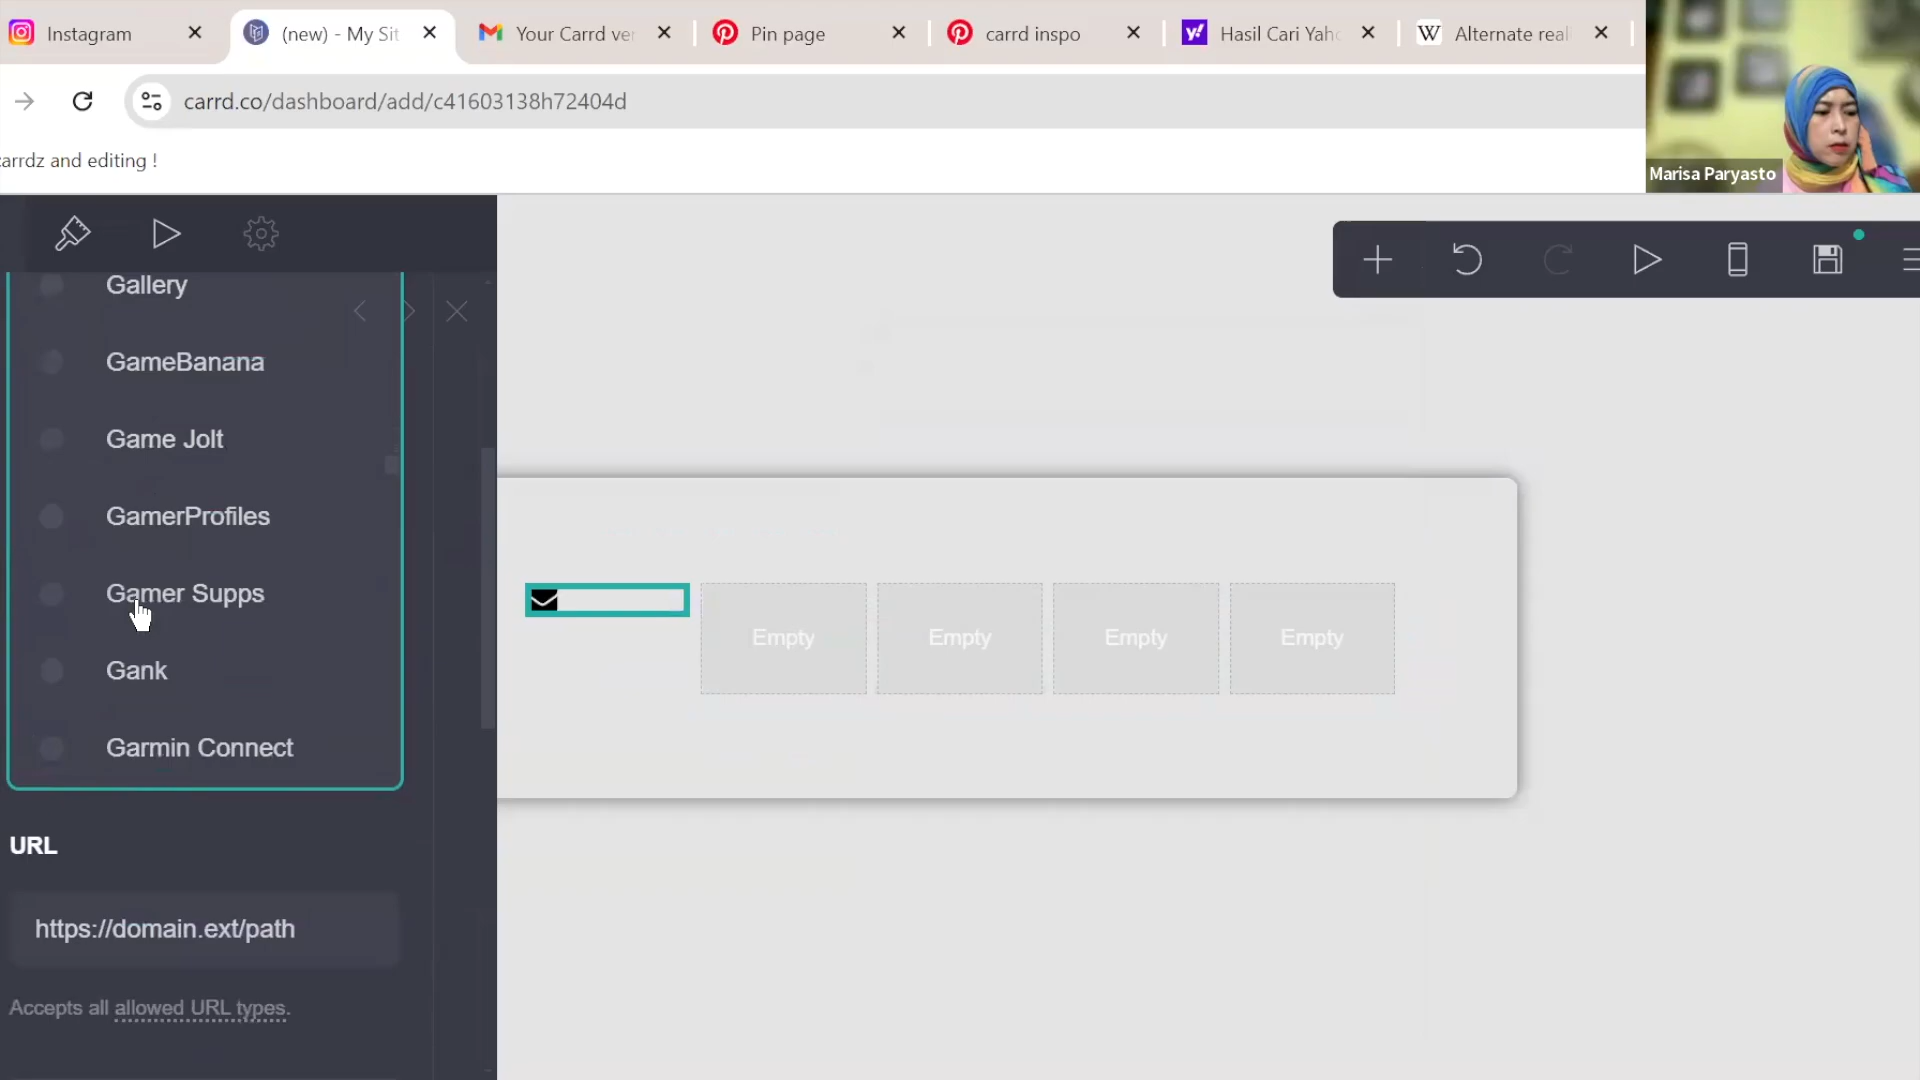 Instagram
(new) - My Sit
Your Carrd ver
Pin page
carrd inspo
Hasil Cari Yaho
Alternate real
carrd.co/dashboard/add/c41603138h72404d
carrdz and editing !
Marisa Paryasto
Gallery
GameBanana
Game Jolt
GamerProfiles
Gamer Supps
Gank
Garmin Connect
Empty
Empty
Empty
Empty
URL
https://domain.ext/path
Accepts all allowed URL types.